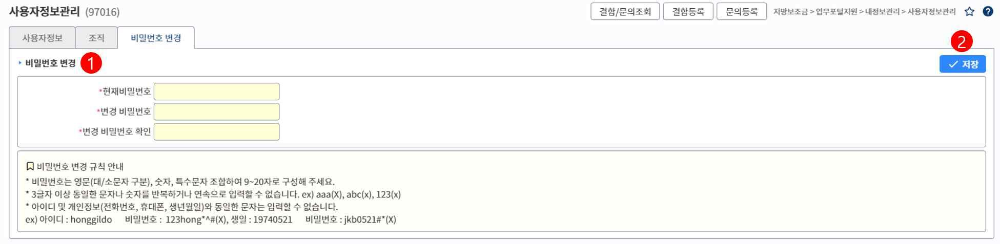 사용자정보관리 (97016)
결함/문의조회 결함등록 문의등록 지방보조금 > 업무포털지원 > 내정보관리 > 사용자정보관리 ?
사용자정보 조직 비밀번호 변경
비밀번호 변경 1
2
저장
*현재비밀번호
*변경 비밀번호
*변경 비밀번호 확인
비밀번호 변경 규칙 안내
* 비밀번호는 영문(대/소문자 구분), 숫자, 특수문자 조합하여 9~20자로 구성해 주세요.
* 3글자 이상 동일한 문자나 숫자를 반복하거나 연속으로 입력할 수 없습니다. ex) aaa(X), abc(x), 123(x)
* 아이디 및 개인정보(전화번호, 휴대폰, 생년월일)와 동일한 문자는 입력할 수 없습니다.
ex) 아이디 : honggildo 비밀번호 : 123hong*^#(X), 생일 : 19740521 비밀번호 : jkb0521#*(X)